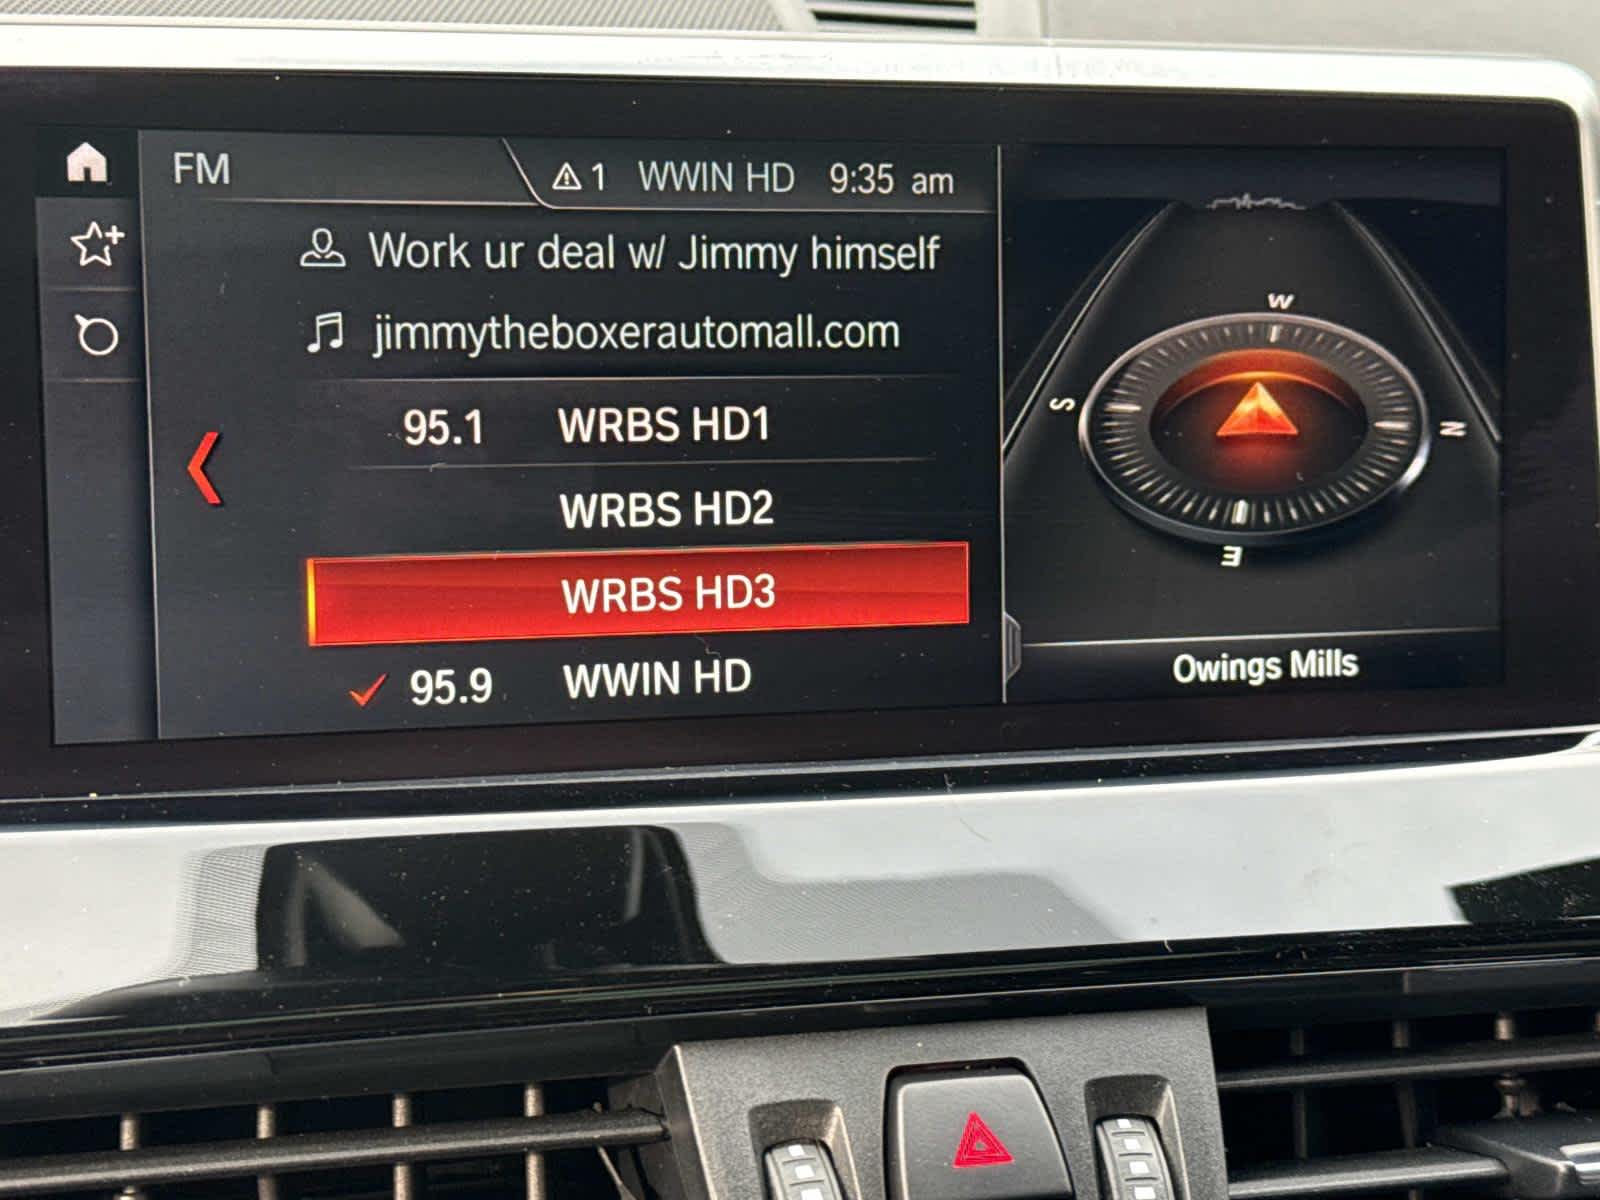 FM
1 WWIN HD 9:35 am
Work ur deal w/ Jimmy himself
jimmytheboxerautomall.com
95.1 WRBS HD1
WRBS HD2
WRBS HD3
95.9 WWIN HD
W
S
N
E
Owings Mills